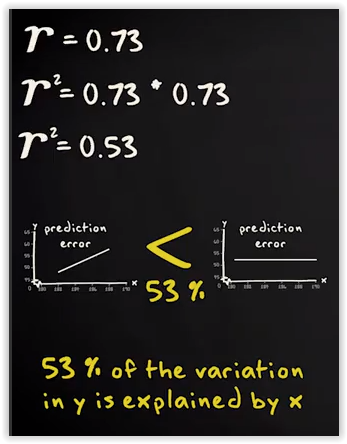 r = 0.73
r² = 0.73 * 0.73
r² = 0.53
Y
prediction
error
X
<
53 %
Y
prediction
error
X
53 % of the variation
in y is explained by x